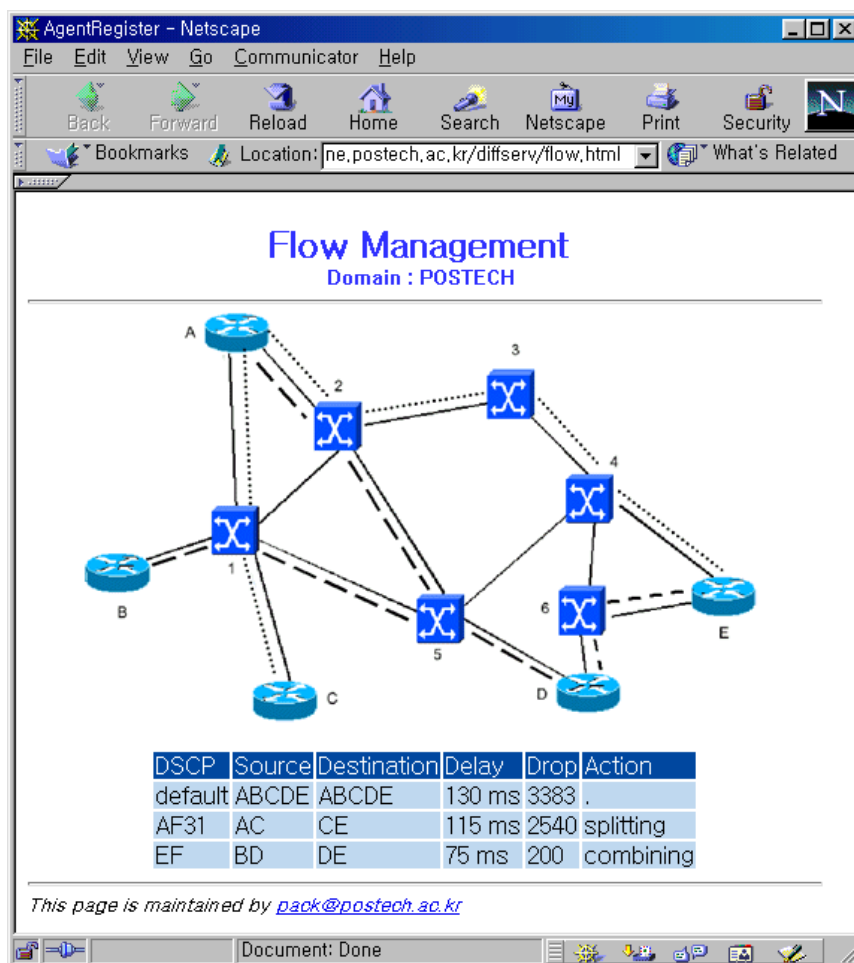 AgentRegister - Netscape
File Edit View Go Communicator Help
Back Forward Reload Home Search Netscape Print Security
My
N
Bookmarks Location: ne.postech.ac.kr/diffserv/flow.html What's Related
Flow Management
Domain : POSTECH
A
3
2
4
1
B
6
E
5
C
D
DSCP Source Destination Delay Drop Action
default ABCDE ABCDE 130 ms 3383 .
AF31 AC CE 115 ms 2540 splitting
EF BD DE 75 ms 200 combining
This page is maintained by pack@postech.ac.kr
Document: Done